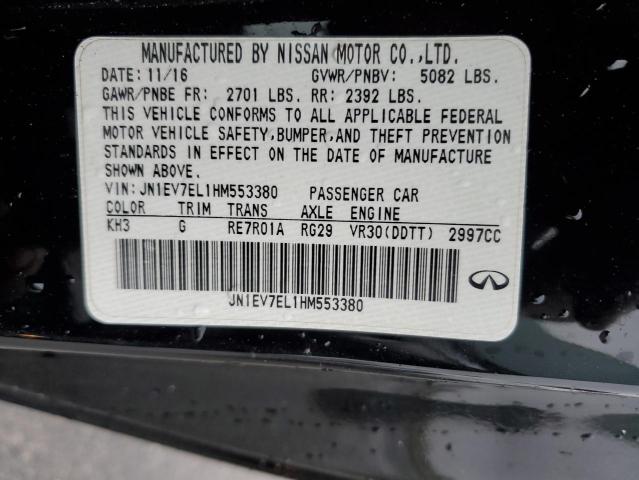 MANUFACTURED BY NISSAN MOTOR CO.,LTD.
DATE: 11/16 GVWR/PNBV: 5082 LBS.
GAWR/PNBE FR: 2701 LBS. RR: 2392 LBS.
THIS VEHICLE CONFORMS TO ALL APPLICABLE FEDERAL
MOTOR VEHICLE SAFETY,BUMPER,AND THEFT PREVENTION
STANDARDS IN EFFECT ON THE DATE OF MANUFACTURE
SHOWN ABOVE.
VIN: JN1EV7EL1HM553380 PASSENGER CAR
COLOR TRIM TRANS AXLE ENGINE
KH3 G RE7R01A RG29 VR30(DDTT) 2997CC
JN1EV7EL1HM553380